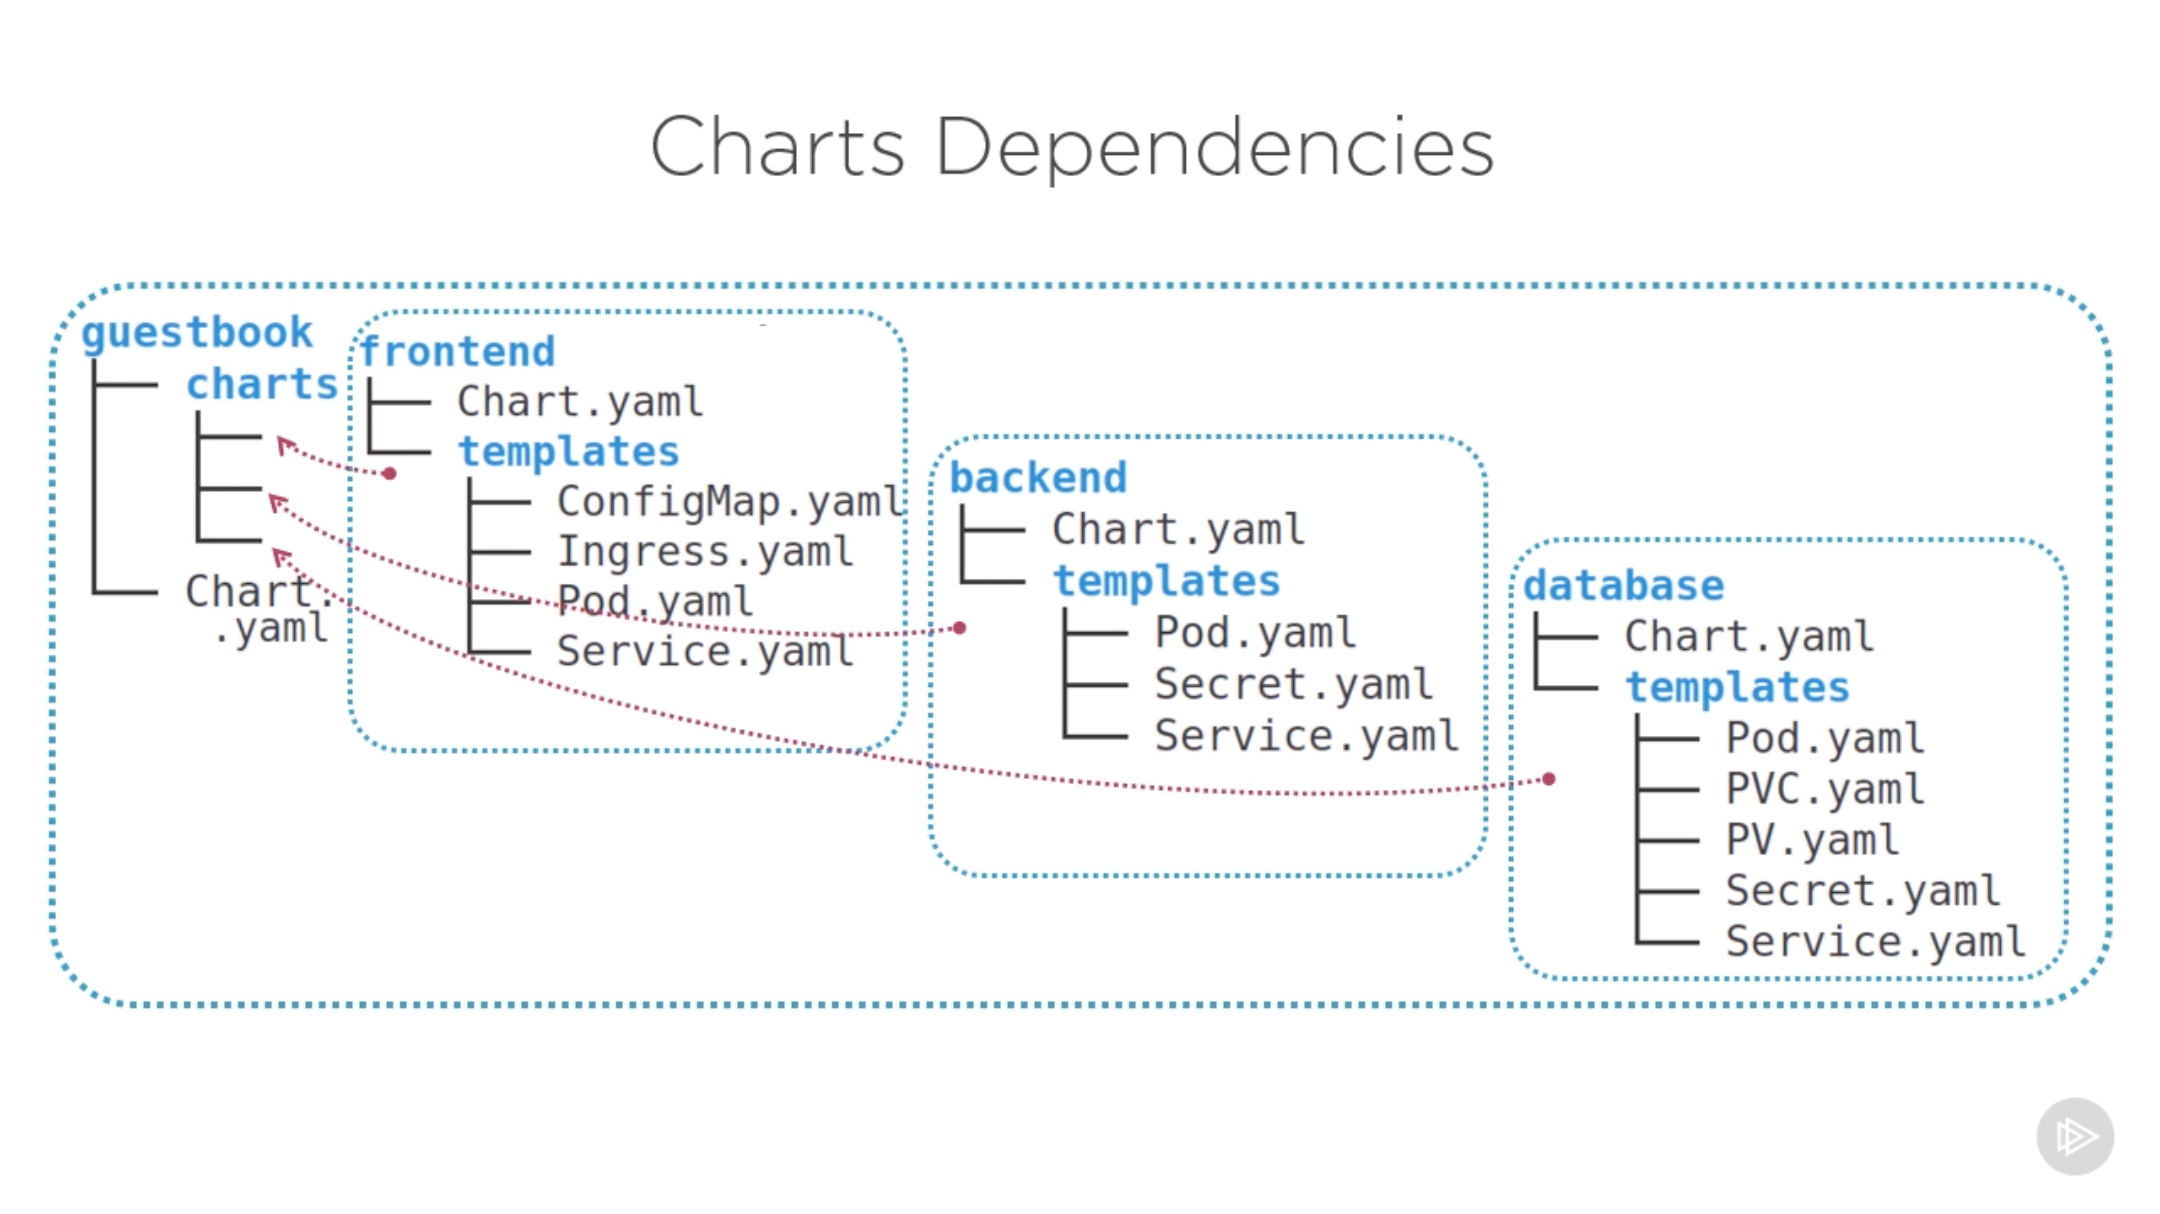 Charts Dependencies
guestbook
charts
Chart.
.yaml
frontend
Chart.yaml
templates
ConfigMap.yaml
Ingress.yaml
Pod.yaml
Service.yaml
backend
Chart.yaml
templates
Pod.yaml
Secret.yaml
Service.yaml
database
Chart.yaml
templates
Pod.yaml
PVC.yaml
PV.yaml
Secret.yaml
Service.yaml